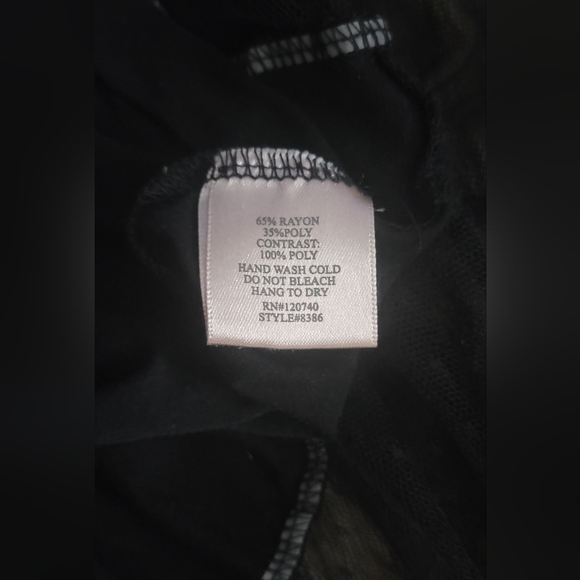 65% RAYON
35%POLY
CONTRAST:
100% POLY
HAND WASH COLD
DO NOT BLEACH
HANG TO DRY
RN#120740
STYLE#8386